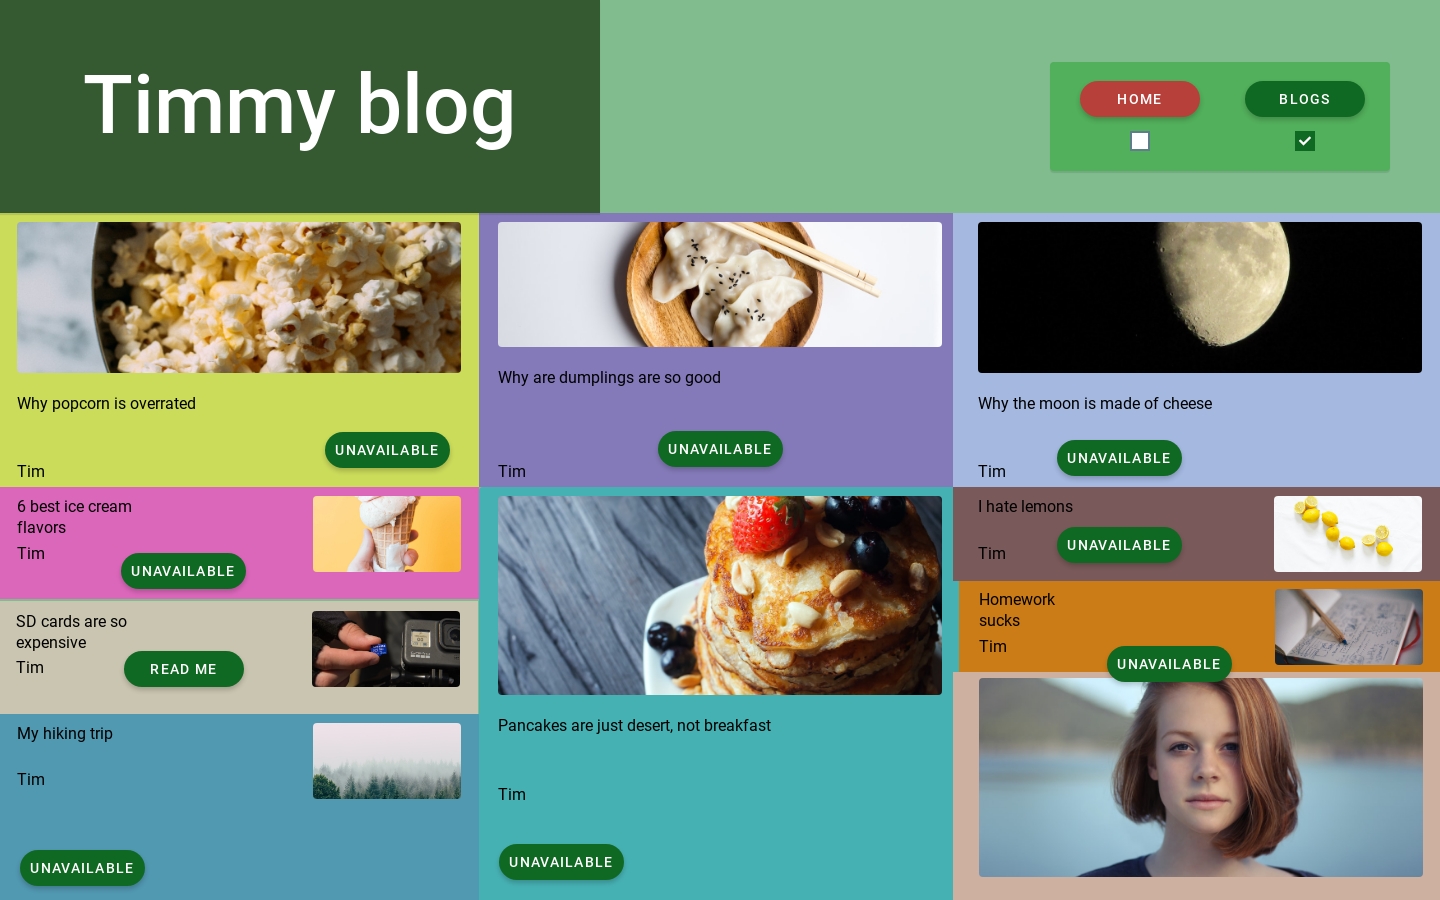 Timmy blog
HOME
BLOGS
Why popcorn is overrated
UNAVAILABLE
Tim
Why are dumplings are so good
UNAVAILABLE
Tim
Why the moon is made of cheese
UNAVAILABLE
Tim
6 best ice cream
flavors
Tim
UNAVAILABLE
SD cards are so
expensive
Tim
READ ME
My hiking trip
Tim
UNAVAILABLE
Pancakes are just desert, not breakfast
Tim
UNAVAILABLE
I hate lemons
UNAVAILABLE
Tim
Homework
sucks
Tim
UNAVAILABLE